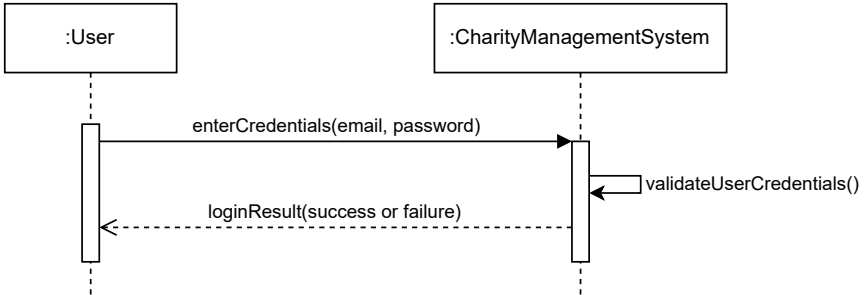 :User
:CharityManagementSystem
enterCredentials(email, password)
validateUserCredentials()
loginResult(success or failure)